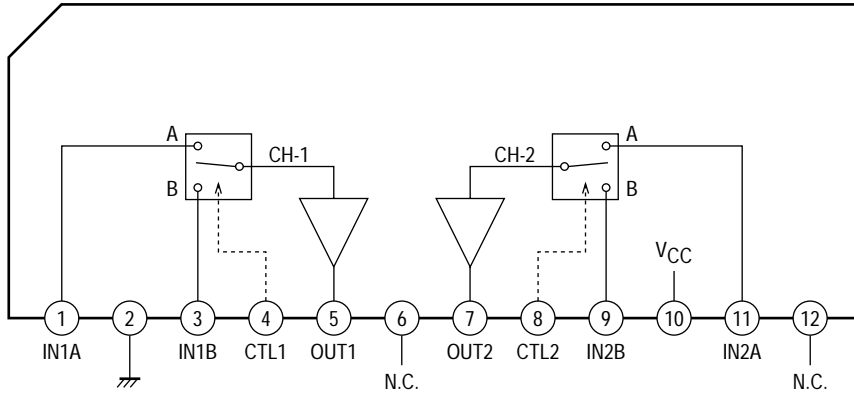 A
CH-1
CH-2
A
B
B
VCC
1
2
3
4
5
6
7
8
9
10
11
12
IN1A
IN1B
CTL1
OUT1
OUT2
CTL2
IN2B
IN2A
N.C.
N.C.